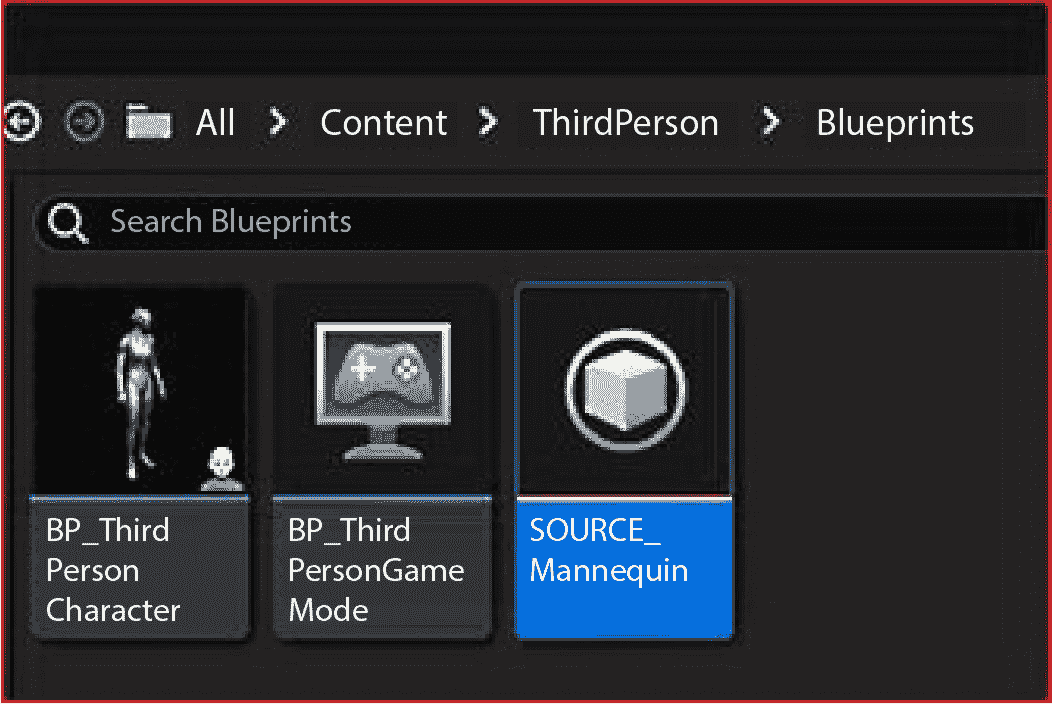 All > Content > ThirdPerson > Blueprints
Search Blueprints
BP_Third
Person
Character
BP_Third
PersonGame
Mode
SOURCE_
Mannequin